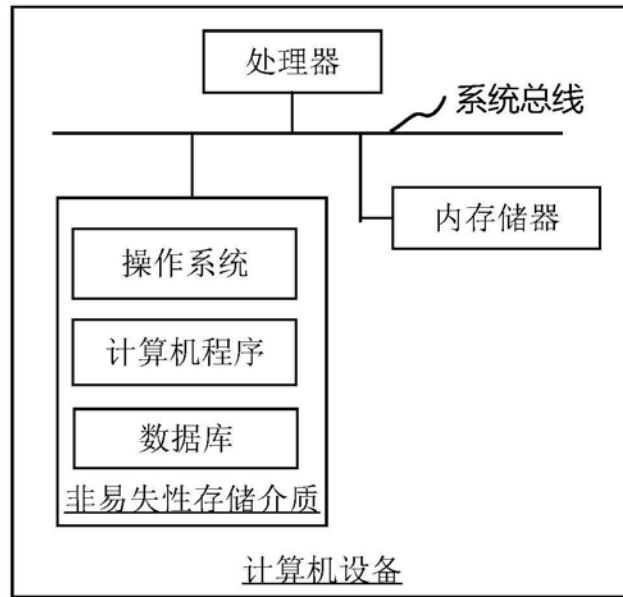 处理器
系统总线
内存储器
操作系统
计算机程序
数据库
非易失性存储介质
计算机设备